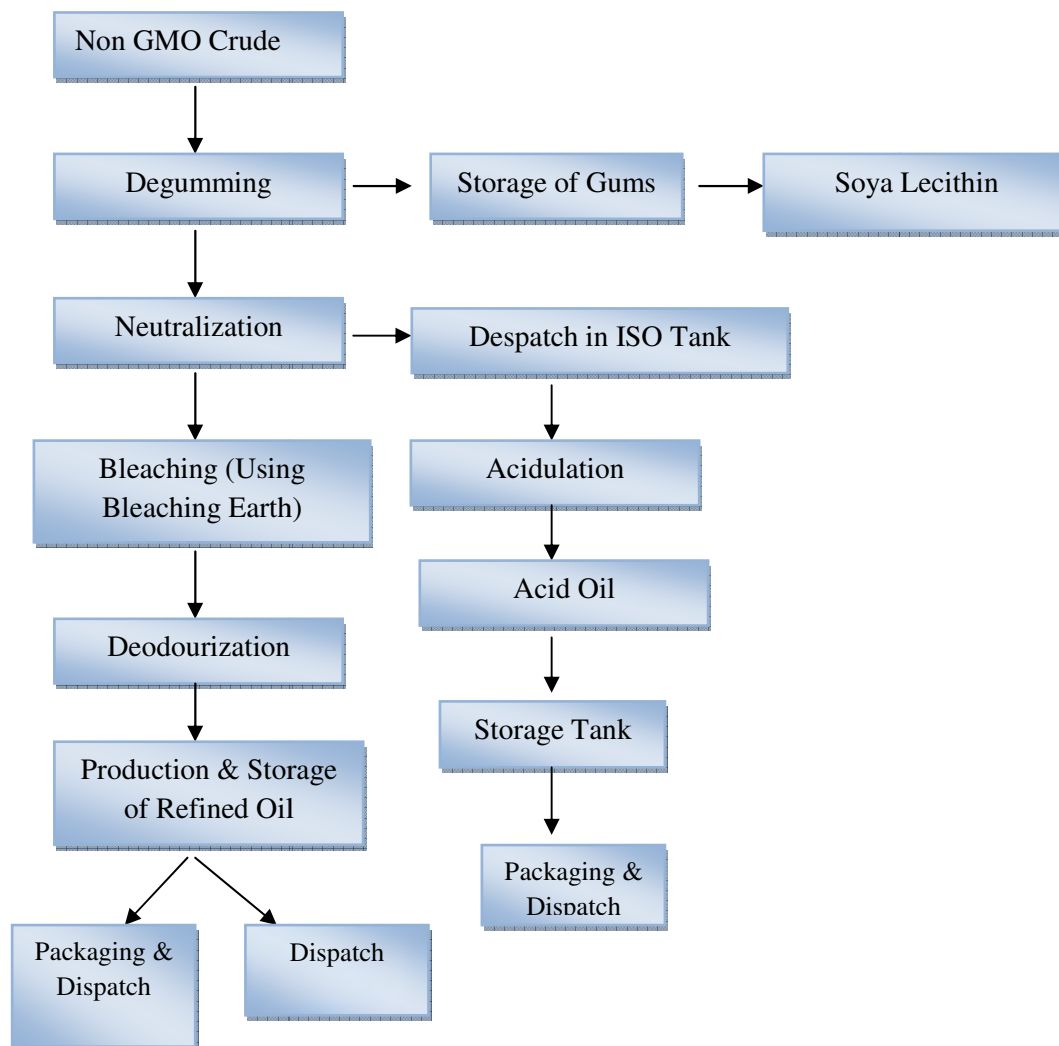 Non GMO Crude
Degumming
Storage of Gums
Soya Lecithin
Neutralization
Despatch in ISO Tank
Bleaching (Using
Bleaching Earth)
Acidulation
Acid Oil
Deodourization
Storage Tank
Production & Storage
of Refined Oil
Packaging &
Dispatch
Packaging &
Dispatch
Dispatch